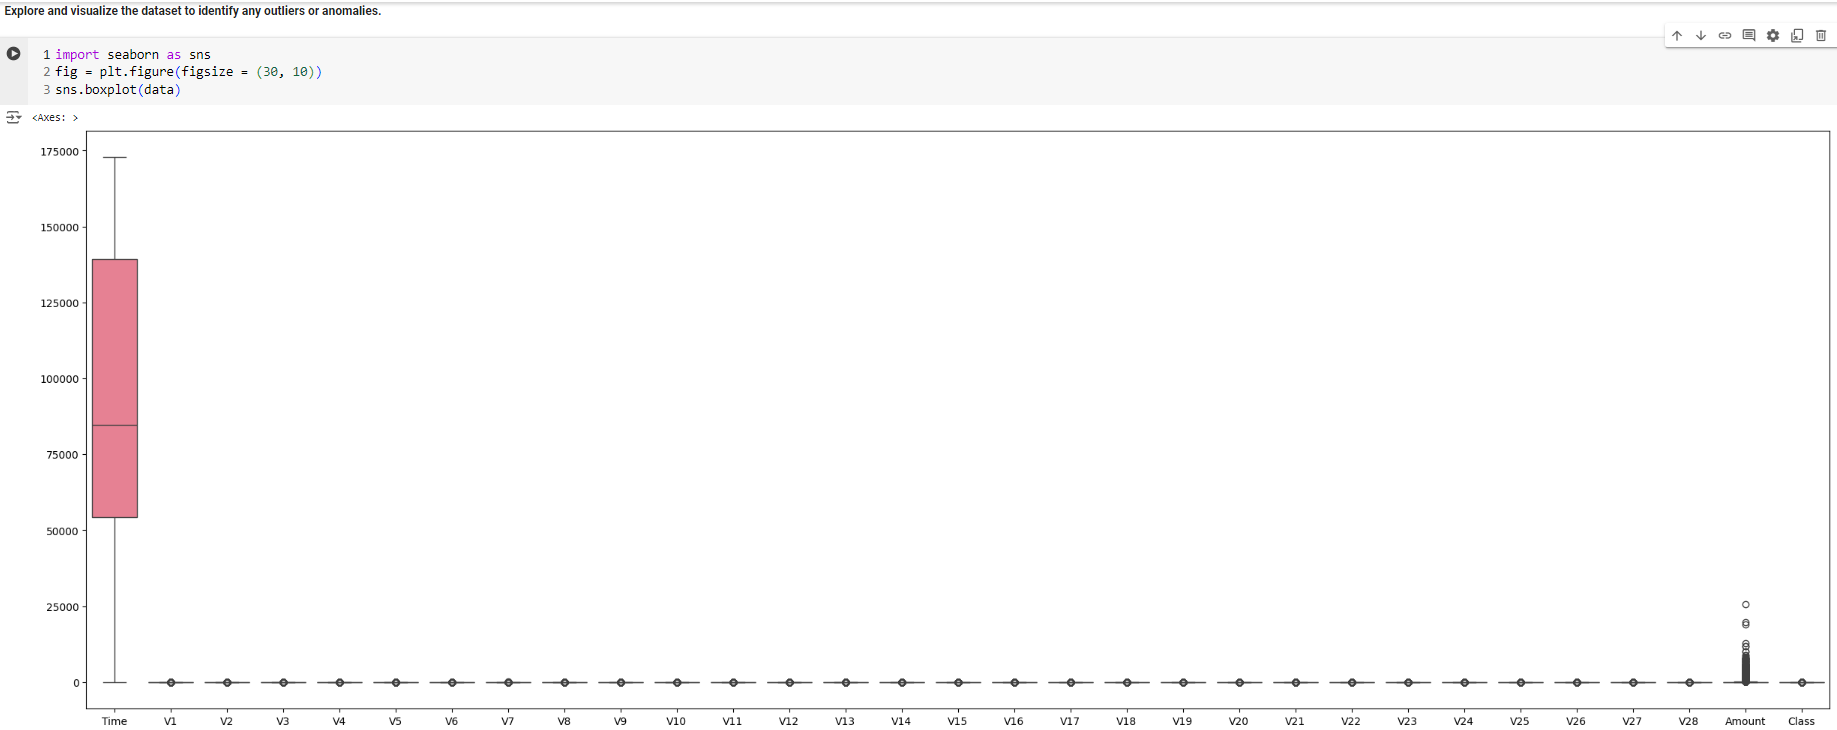 Explore and visualize the dataset to identify any outliers or anomalies.
1 import seaborn as sns
2 fig = plt.figure(figsize = (30, 10))
3 sns.boxplot(data)
<Axes: >
175000
150000
125000
100000
75000
50000
25000
0
Time V1 V2 V3 V4 V5 V6 V7 V8 V9 V10 V11 V12 V13 V14 V15 V16 V17 V18 V19 V20 V21 V22 V23 V24 V25 V26 V27 V28 Amount Class